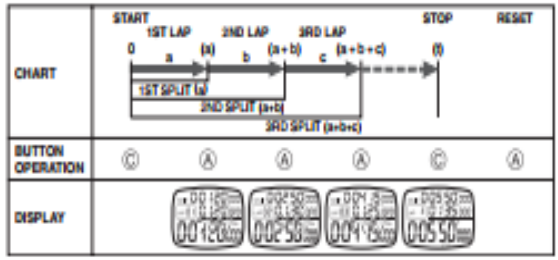 START STOP RESET
1ST LAP 2ND LAP 3RD LAP
0 (a) (a+b) (a+b+c) (t)
a b c
CHART
1ST SPLIT (a)
2ND SPLIT (a+b)
3RD SPLIT (a+b+c)
BUTTON
OPERATION
C A A A C A
DISPLAY